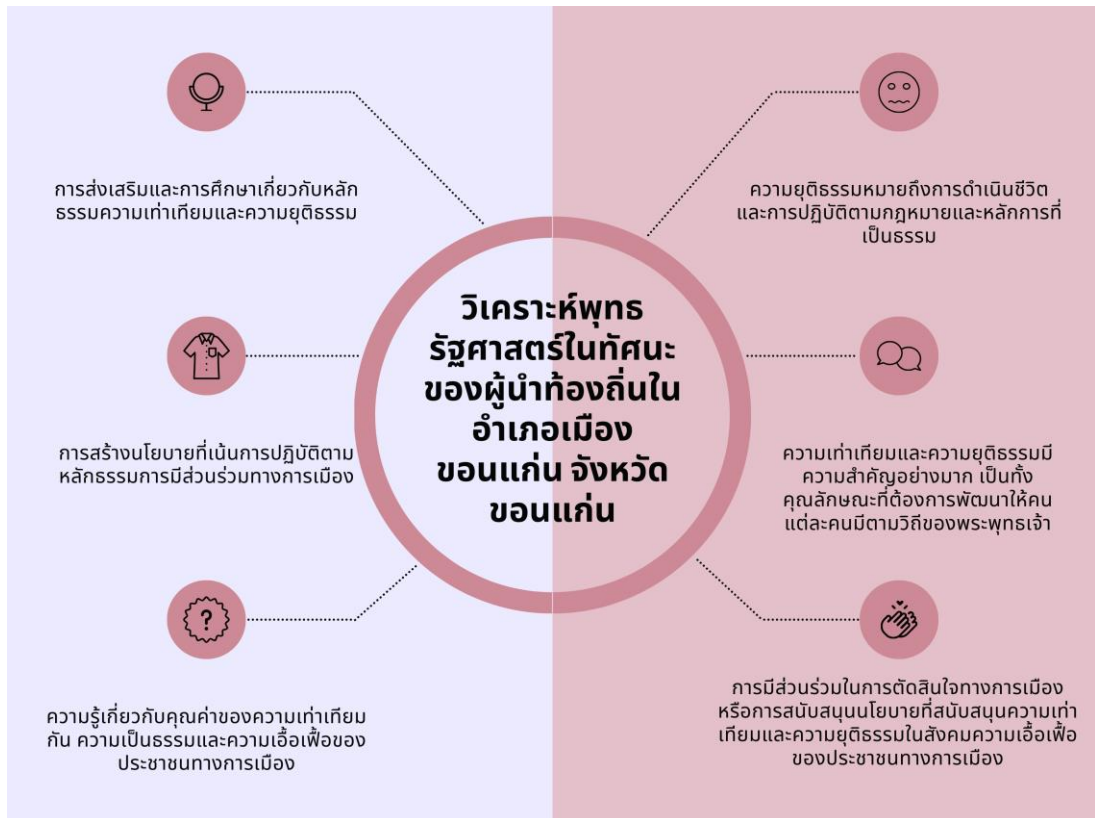 การส่งเสริมและการศึกษาเกี่ยวกับหลัก
ธรรมความเท่าเทียมและความยุติธรรม
การสร้างนโยบายที่เน้นการปฏิบัติตาม
หลักธรรมการมีส่วนร่วมทางการเมือง
?
ความรู้เกี่ยวกับคุณค่าของความเท่าเทียม
กัน ความเป็นธรรมและความเอื้อเฟื้อของ
ประชาชนทางการเมือง
วิเคราะห์พุทธ
รัฐศาสตร์ในทัศนะ
ของผู้นำท้องถิ่นใน
อำเภอเมือง
ขอนแก่น จังหวัด
ขอนแก่น
ความยุติธรรมหมายถึงการดำเนินชีวิต
และการปฏิบัติตามกฎหมายและหลักการที่
เป็นธรรม
ความเท่าเทียมและความยุติธรรมมี
ความสำคัญอย่างมาก เป็นทั้ง
คุณลักษณะที่ต้องการพัฒนาให้คน
แต่ละคนมีตามวิถีของพระพุทธเจ้า
การมีส่วนร่วมในการตัดสินใจทางการเมือง
หรือการสนับสนุนนโยบายที่สนับสนุนความเท่า
เทียมและความยุติธรรมในสังคมความเอื้อเฟื้อ
ของประชาชนทางการเมือง